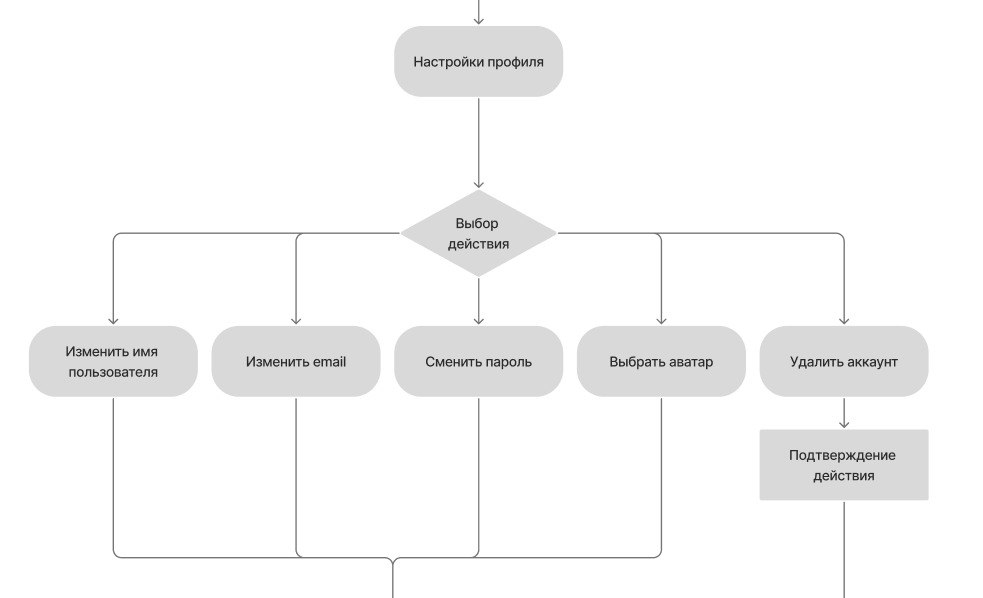 Настройки профиля
Выбор
действия
Изменить имя
пользователя
Изменить email
Сменить пароль
Выбрать аватар
Удалить аккаунт
Подтверждение
действия